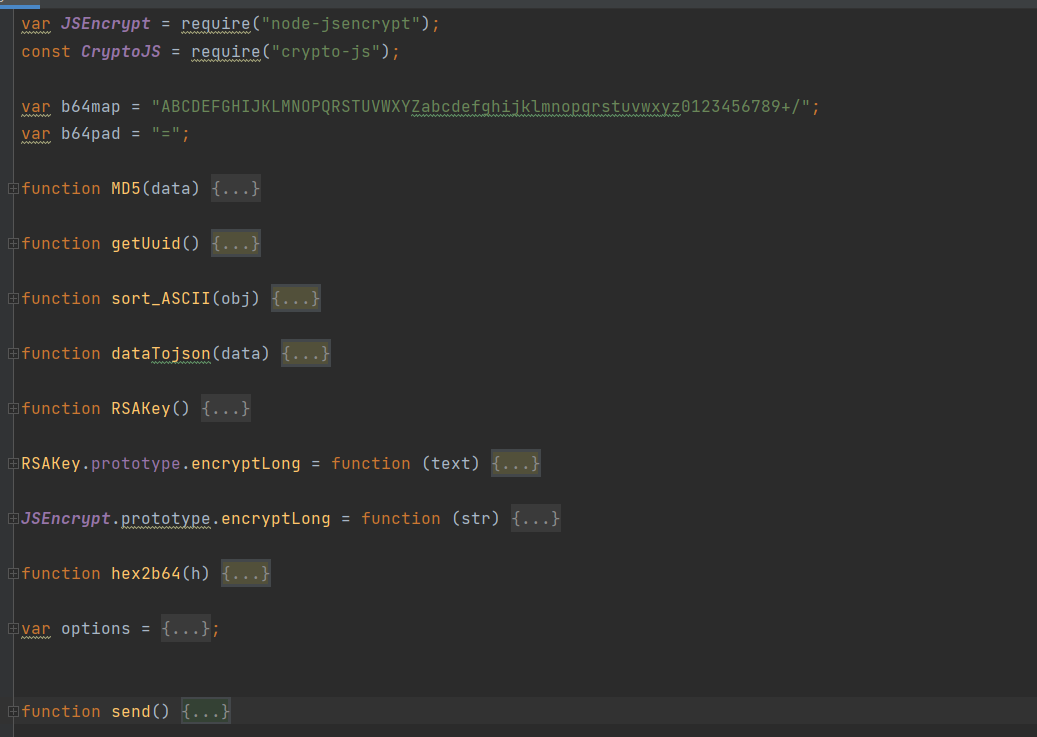 var JSEncrypt = require("node-jsencrypt");
const CryptoJS = require("crypto-js");
var b64map = "ABCDEFGHIJKLMNOPQRSTUVWXYZabcdefghijklmnopqrstuvwxyz0123456789+/";
var b64pad = "=";
function MD5(data) {...}
function getUuid() {...}
function sort_ASCII(obj) {...}
function dataTojson(data) {...}
function RSAKey() {...}
RSAKey.prototype.encryptLong = function (text) {...}
JSEncrypt.prototype.encryptLong = function (str) {...}
function hex2b64(h) {...}
var options = {...};
function send() {...}